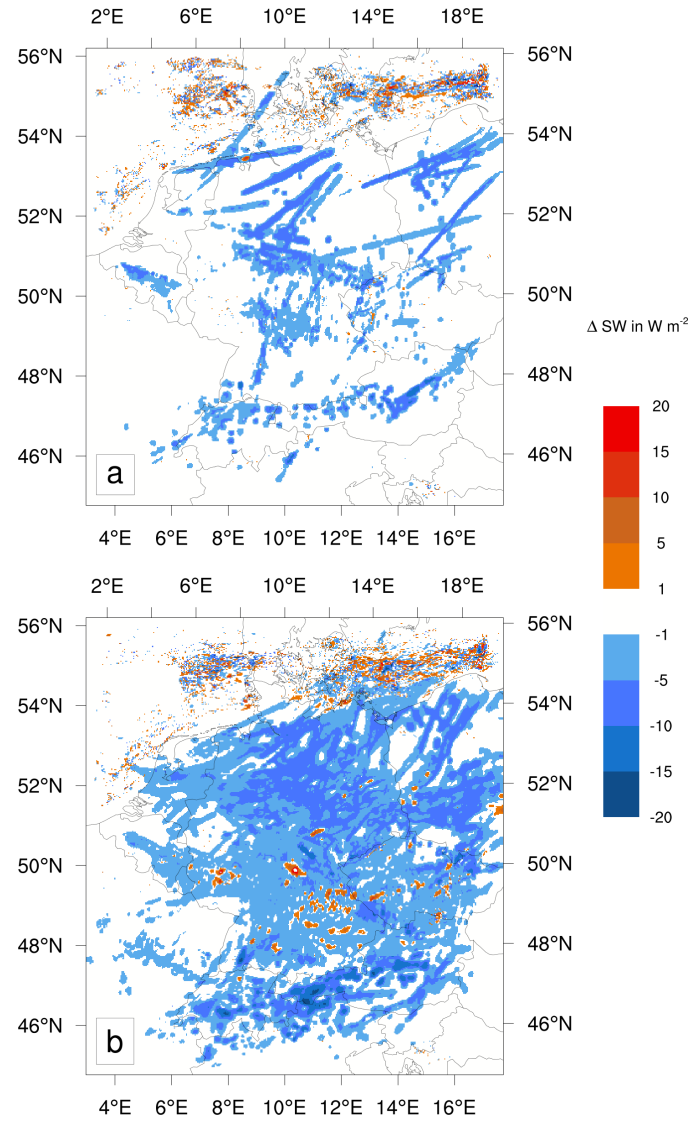 2°E 6°E 10°E 14°E 18°E
56°N 56°N
54°N 54°N
52°N 52°N
50°N 50°N
48°N 48°N
46°N 46°N
a
4°E 6°E 8°E 10°E 12°E 14°E 16°E
Δ SW in W m-2
20
15
10
5
1
-1
-5
-10
-15
-20
2°E 6°E 10°E 14°E 18°E
56°N 56°N
54°N 54°N
52°N 52°N
50°N 50°N
48°N 48°N
46°N 46°N
b
4°E 6°E 8°E 10°E 12°E 14°E 16°E